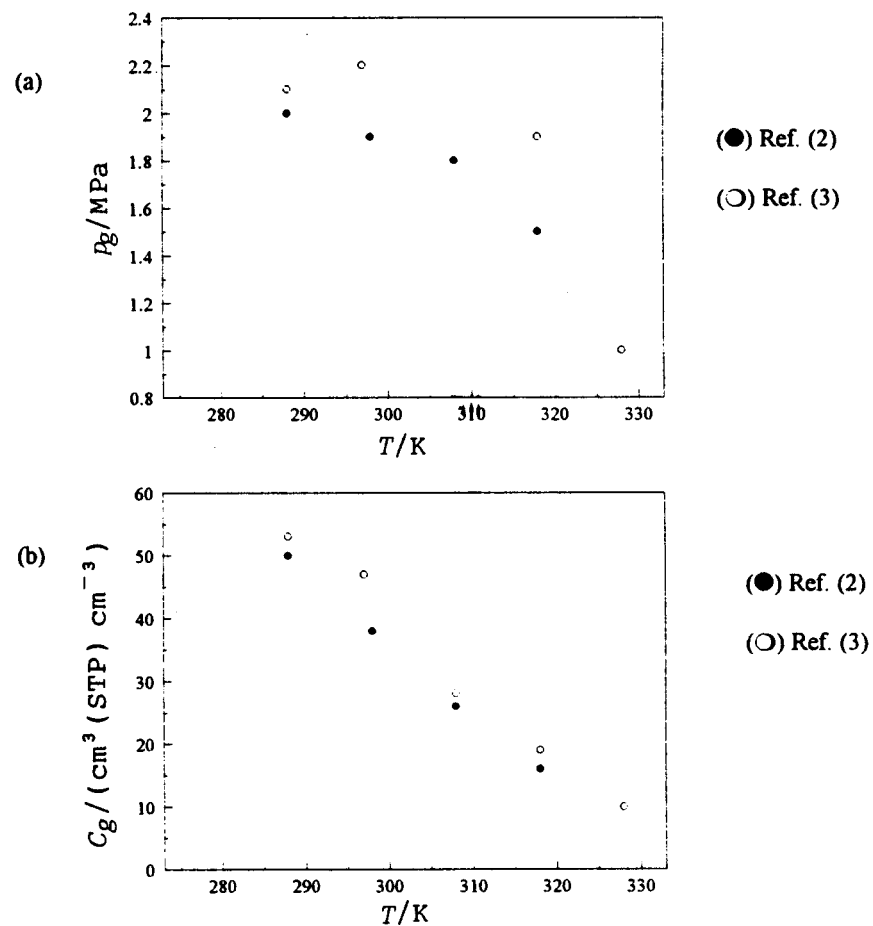 (a)
2.4
2.2
2
1.8
1.6
1.4
1.2
1
0.8
pg/MPa
280 290 300 310 320 330
T/K
(●) Ref. (2)
(○) Ref. (3)
(b)
60
50
40
30
20
10
0
Cg/(cm³(STP) cm⁻³)
280 290 300 310 320 330
T/K
(●) Ref. (2)
(○) Ref. (3)